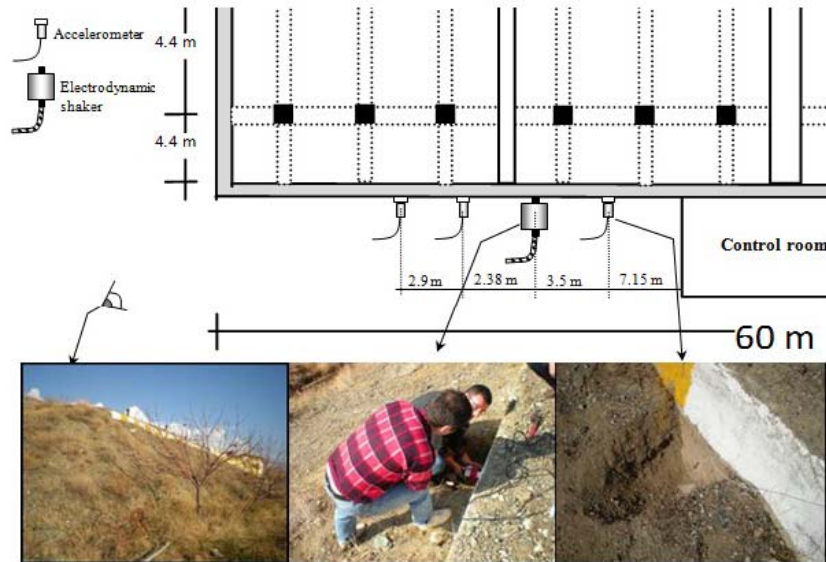 Accelerometer
4.4 m
Electrodynamic
shaker
4.4 m
Control room
2.9 m
2.38 m
3.5 m
7.15 m
60 m